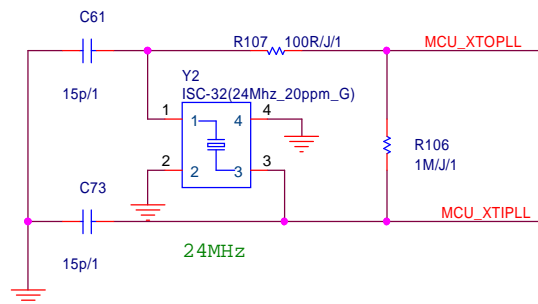 C61
R107 100R/J/1
MCU_XTOPLL
15p/1
Y2
ISC-32(24Mhz_20ppm_G)
1
1
4
4
2
2
3
3
R106
1M/J/1
C73
MCU_XTIPLL
15p/1
24MHz